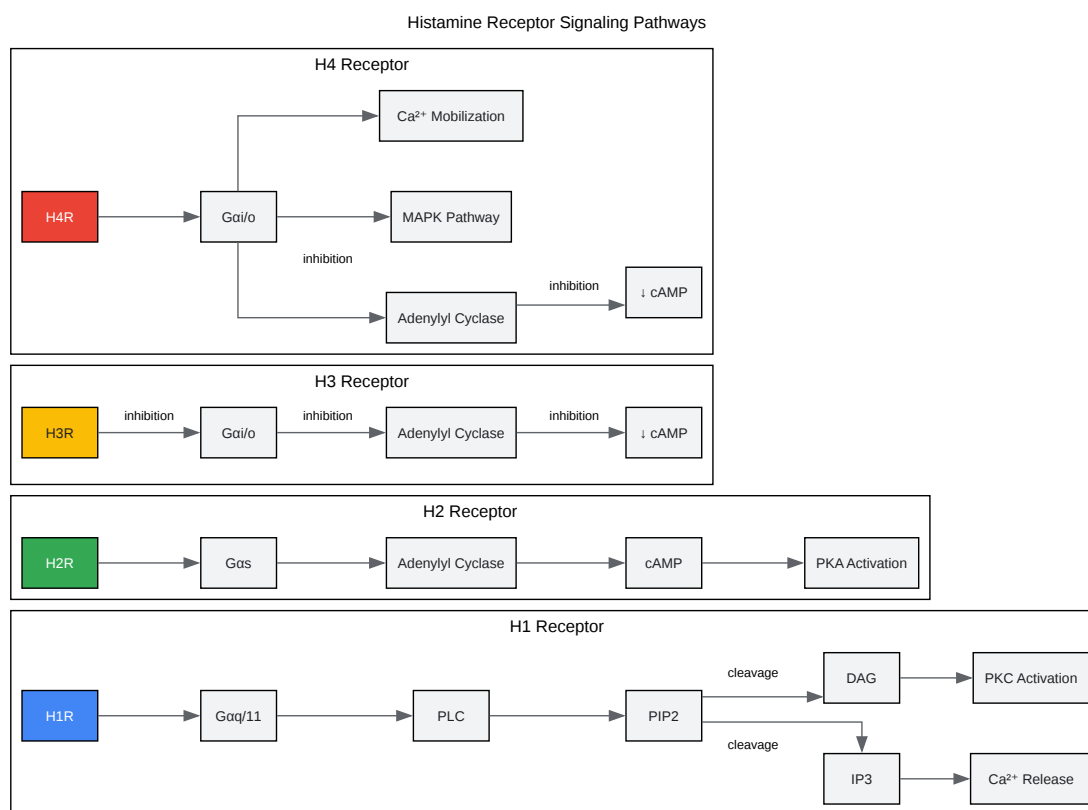 Histamine Receptor Signaling Pathways
H4 Receptor
Ca²⁺ Mobilization
H4R
Gαi/o
MAPK Pathway
inhibition
Adenylyl Cyclase
inhibition
↓ cAMP
H3 Receptor
H3R
inhibition
Gαi/o
inhibition
Adenylyl Cyclase
inhibition
↓ cAMP
H2 Receptor
H2R
Gαs
Adenylyl Cyclase
cAMP
PKA Activation
H1 Receptor
H1R
Gαq/11
PLC
PIP2
cleavage
DAG
PKC Activation
cleavage
IP3
Ca²⁺ Release